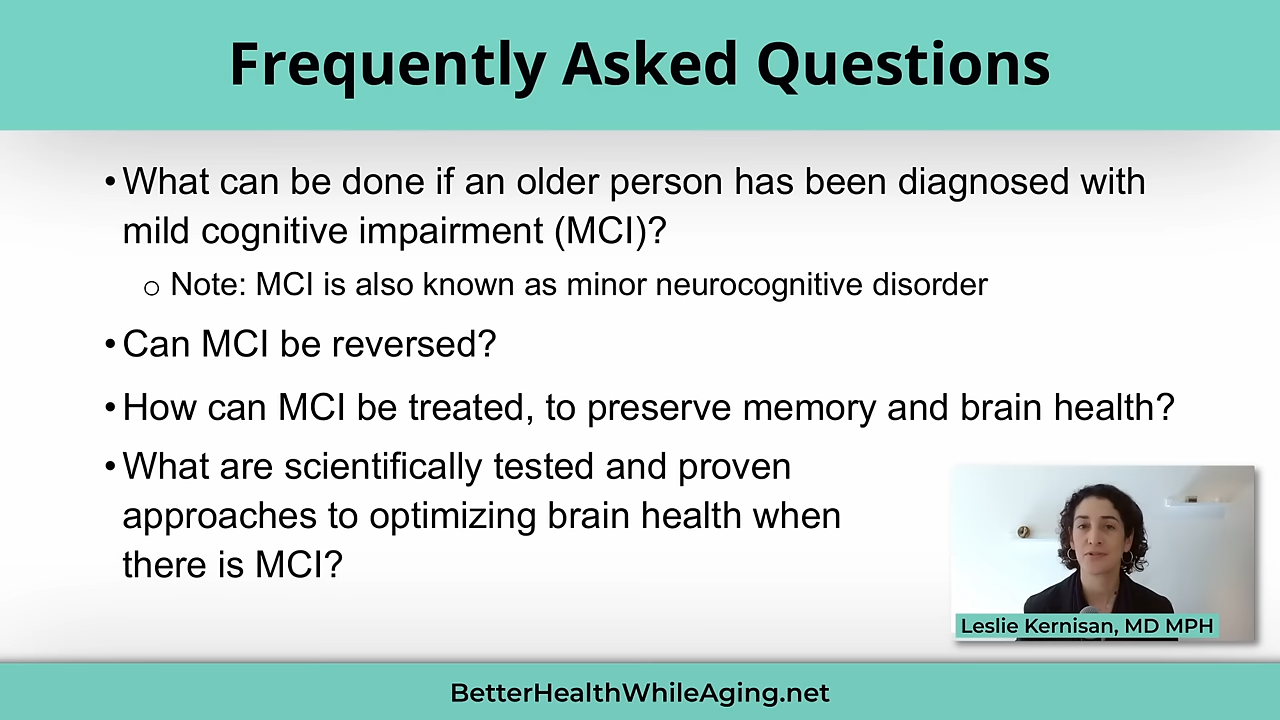 Frequently Asked Questions
• What can be done if an older person has been diagnosed with
mild cognitive impairment (MCI)?
o Note: MCI is also known as minor neurocognitive disorder
• Can MCI be reversed?
• How can MCI be treated, to preserve memory and brain health?
• What are scientifically tested and proven
approaches to optimizing brain health when
there is MCI?
Leslie Kernisan, MD MPH
BetterHealthWhileAging.net